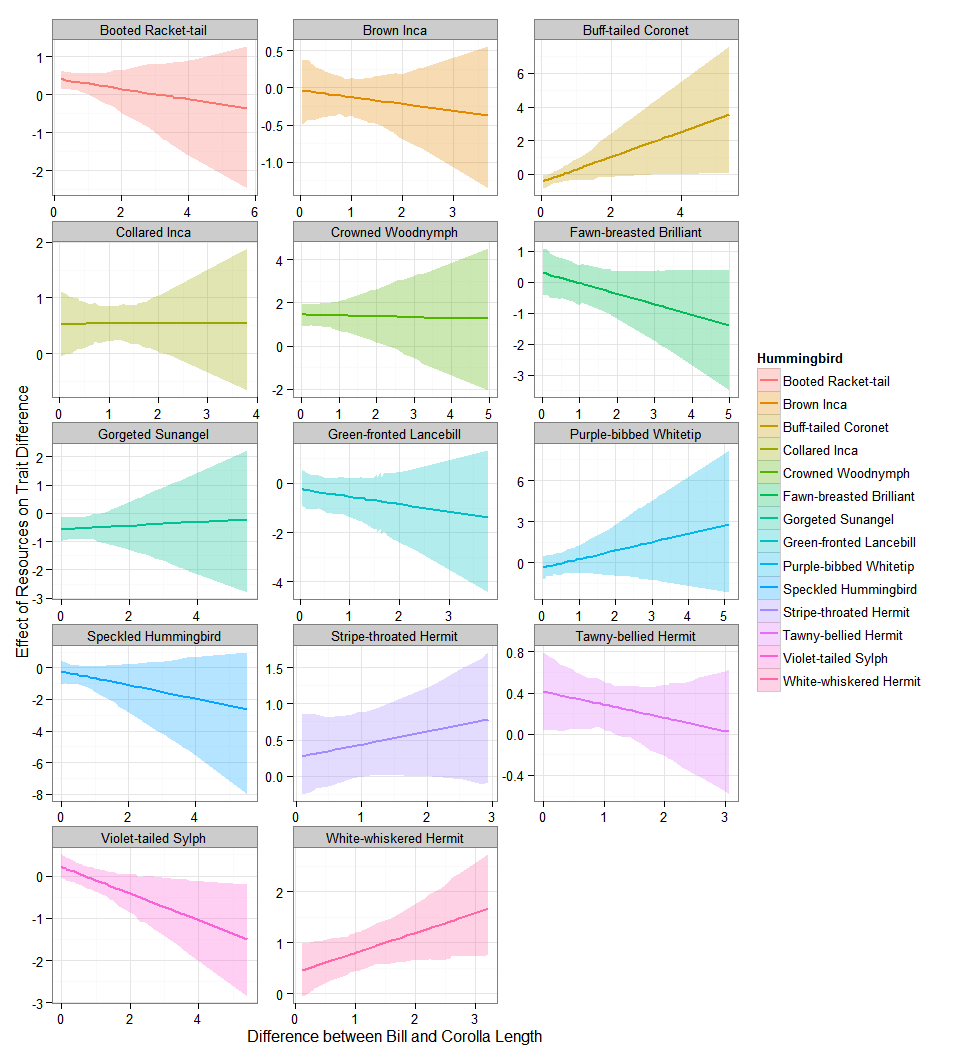 Booted Racket-tail
Brown Inca
Buff-tailed Coronet
1
0
-1
-2
0.5
0.0
-0.5
-1.0
6
4
2
0
0 2 4 6
0 1 2 3
0 2 4
Collared Inca
Crowned Woodnymph
Fawn-breasted Brilliant
2
1
0
4
2
0
-2
1
0
-1
-2
-3
0 1 2 3 4
0 1 2 3 4 5
0 1 2 3 4 5
Gorgeted Sunangel
Green-fronted Lancebill
Purple-bibbed Whitetip
2
1
0
-1
-2
-3
0
-2
-4
6
3
0
0 2 4
0 1 2 3
0 1 2 3 4 5
Speckled Hummingbird
Stripe-throated Hermit
Tawny-bellied Hermit
0
-2
-4
-6
-8
1.5
1.0
0.5
0.0
0.8
0.4
0.0
-0.4
0 2 4
0 1 2 3
0 1 2 3
Violet-tailed Sylph
White-whiskered Hermit
0
-1
-2
-3
2
1
0
0 2 4
0 1 2 3
Effect of Resources on Trait Difference
Difference between Bill and Corolla Length
Hummingbird
Booted Racket-tail
Brown Inca
Buff-tailed Coronet
Collared Inca
Crowned Woodnymph
Fawn-breasted Brilliant
Gorgeted Sunangel
Green-fronted Lancebill
Purple-bibbed Whitetip
Speckled Hummingbird
Stripe-throated Hermit
Tawny-bellied Hermit
Violet-tailed Sylph
White-whiskered Hermit